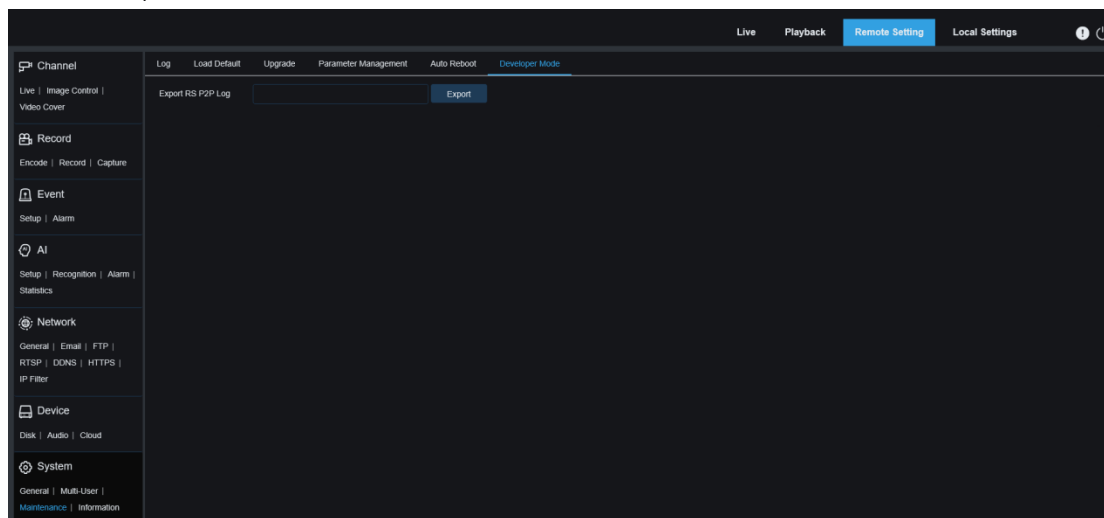 Live Playback Remote Setting Local Settings
Channel
Live | Image Control |
Video Cover
Record
Encode | Record | Capture
Event
Setup | Alarm
AI
Setup | Recognition | Alarm |
Statistics
Network
General | Email | FTP |
RTSP | DDNS | HTTPS |
IP Filter
Device
Disk | Audio | Cloud
System
General | Multi-User |
Maintenance | Information
Log Load Default Upgrade Parameter Management Auto Reboot Developer Mode
Export RS P2P Log Export